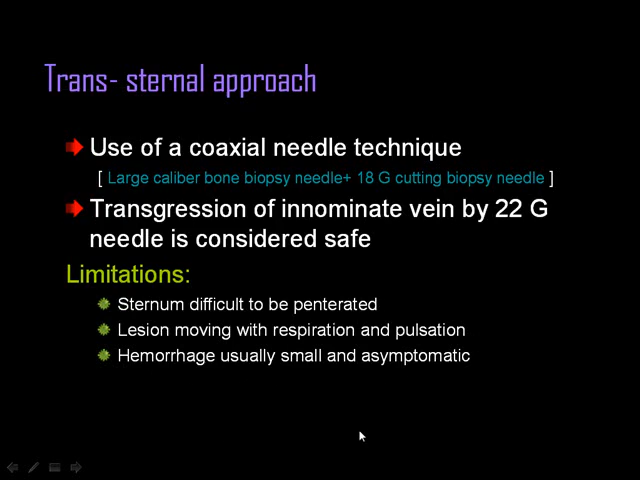 Trans- sternal approach
Use of a coaxial needle technique
[ Large caliber bone biopsy needle+ 18 G cutting biopsy needle ]
Transgression of innominate vein by 22 G
needle is considered safe
Limitations:
Sternum difficult to be penterated
Lesion moving with respiration and pulsation
Hemorrhage usually small and asymptomatic